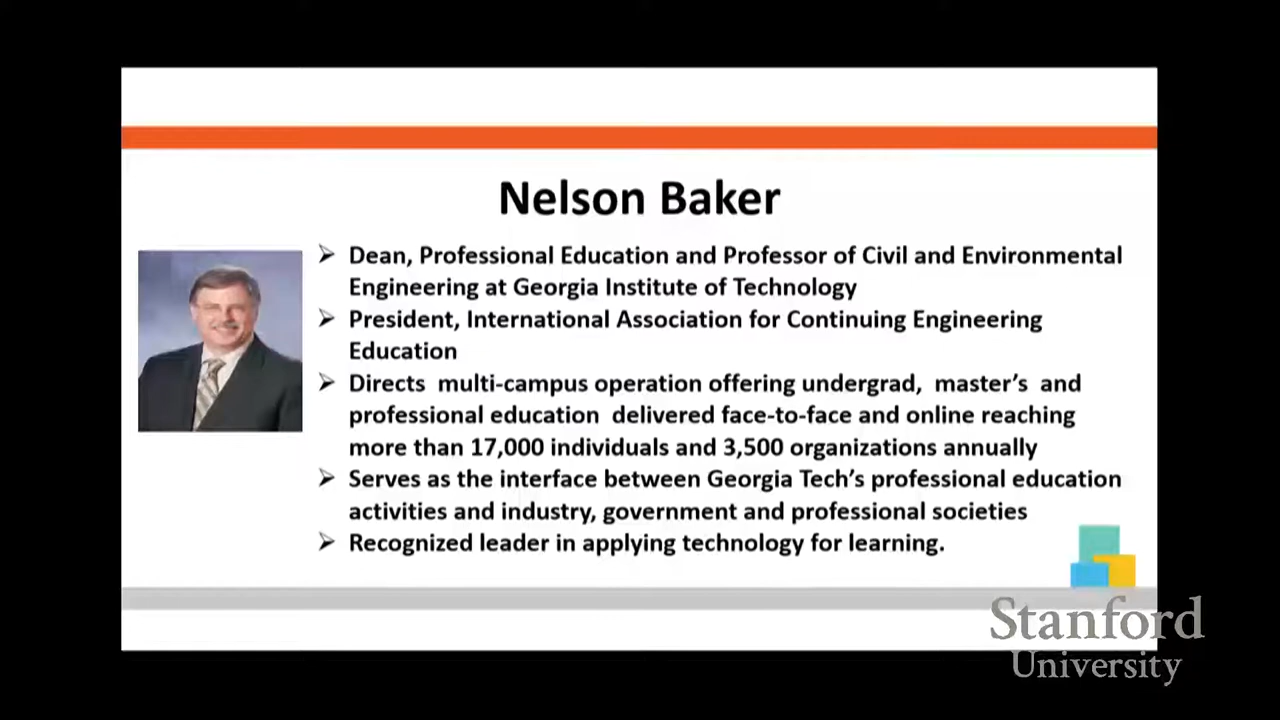 Nelson Baker
➢ Dean, Professional Education and Professor of Civil and Environmental
Engineering at Georgia Institute of Technology
➢ President, International Association for Continuing Engineering
Education
➢ Directs multi-campus operation offering undergrad, master's and
professional education delivered face-to-face and online reaching
more than 17,000 individuals and 3,500 organizations annually
➢ Serves as the interface between Georgia Tech's professional education
activities and industry, government and professional societies
➢ Recognized leader in applying technology for learning.
Stanford
University